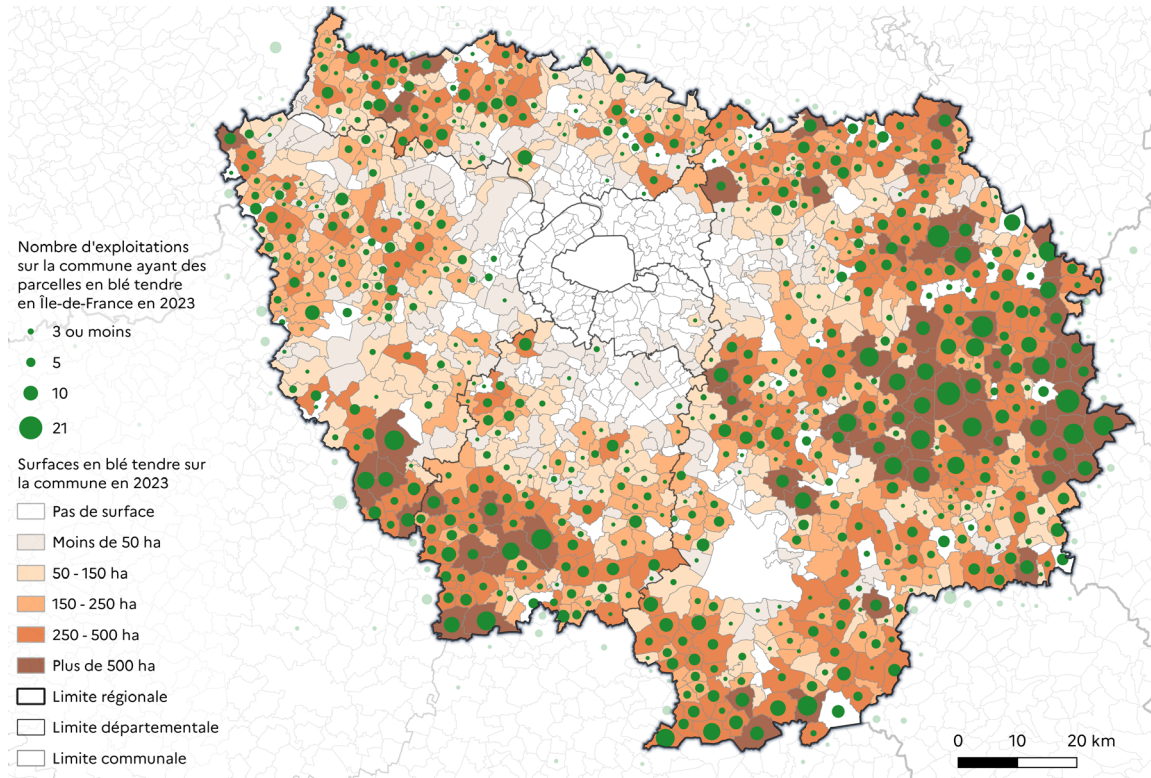 Nombre d'exploitations
sur la commune ayant des
parcelles en blé tendre
en Île-de-France en 2023
3 ou moins
5
10
21
Surfaces en blé tendre sur
la commune en 2023
Pas de surface
Moins de 50 ha
50 - 150 ha
150 - 250 ha
250 - 500 ha
Plus de 500 ha
Limite régionale
Limite départementale
Limite communale
0 10 20 km